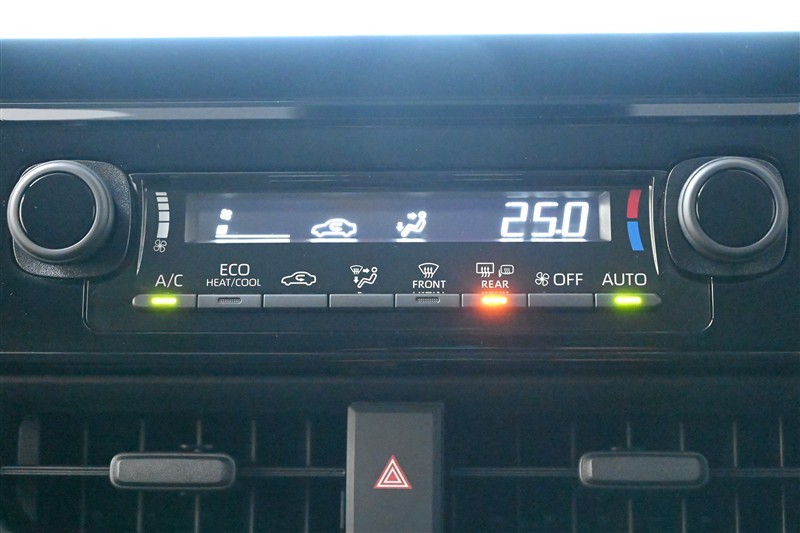 25.0
A/C
ECO
HEAT/COOL
FRONT
REAR
OFF
AUTO